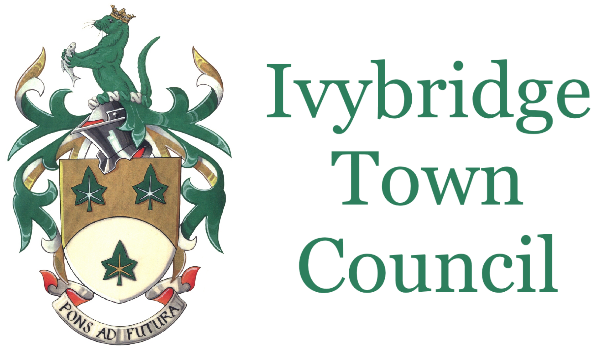 Ivybridge
Town
Council
PONS AD FUTURA